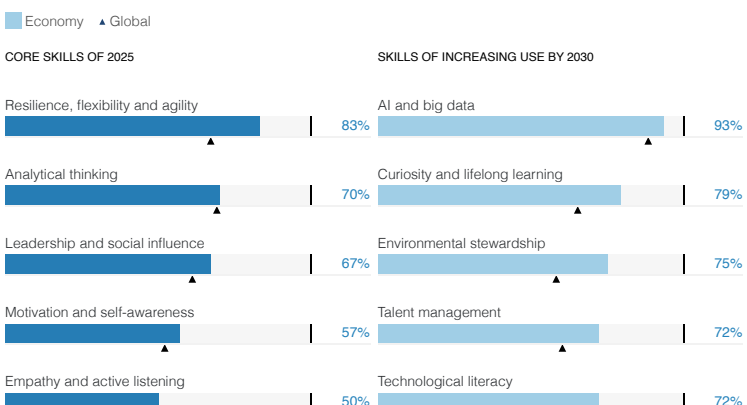 Economy Global
CORE SKILLS OF 2025
Resilience, flexibility and agility
83%
Analytical thinking
70%
Leadership and social influence
67%
Motivation and self-awareness
57%
Empathy and active listening
50%
SKILLS OF INCREASING USE BY 2030
AI and big data
93%
Curiosity and lifelong learning
79%
Environmental stewardship
75%
Talent management
72%
Technological literacy
72%